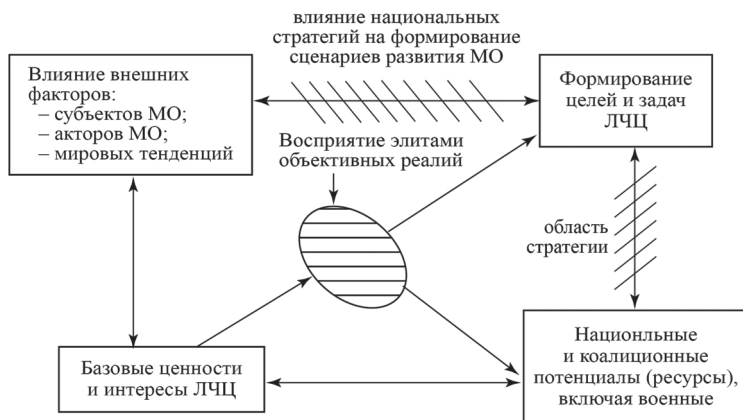 влияние национальных
стратегий на формирование
сценариев развития МО
Влияние внешних
факторов:
– субъектов МО;
– акторов МО;
– мировых тенденций
Формирование
целей и задач
ЛЧЦ
Восприятие элитами
объективных реалий
область
стратегии
Базовые ценности
и интересы ЛЧЦ
Национльные
и коалиционные
потенциалы (ресурсы),
включая военные